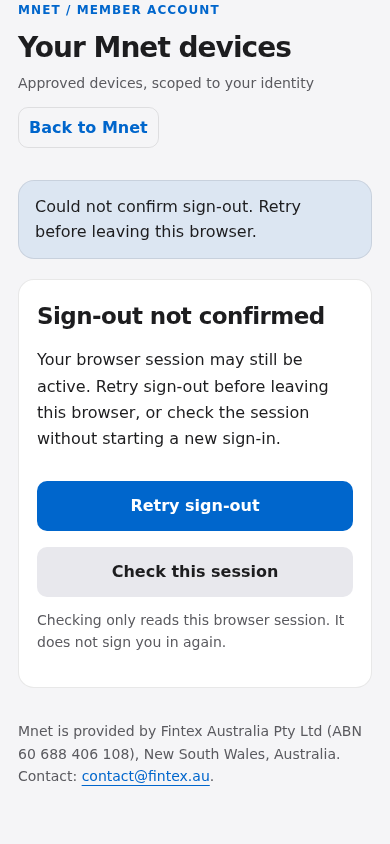 MNET / MEMBER ACCOUNT
Your Mnet devices
Approved devices, scoped to your identity
Back to Mnet
Could not confirm sign-out. Retry
before leaving this browser.
Sign-out not confirmed
Your browser session may still be
active. Retry sign-out before leaving
this browser, or check the session
without starting a new sign-in.
Retry sign-out
Check this session
Checking only reads this browser session. It
does not sign you in again.
Mnet is provided by Fintex Australia Pty Ltd (ABN
60 688 406 108), New South Wales, Australia.
Contact: contact@fintex.au.